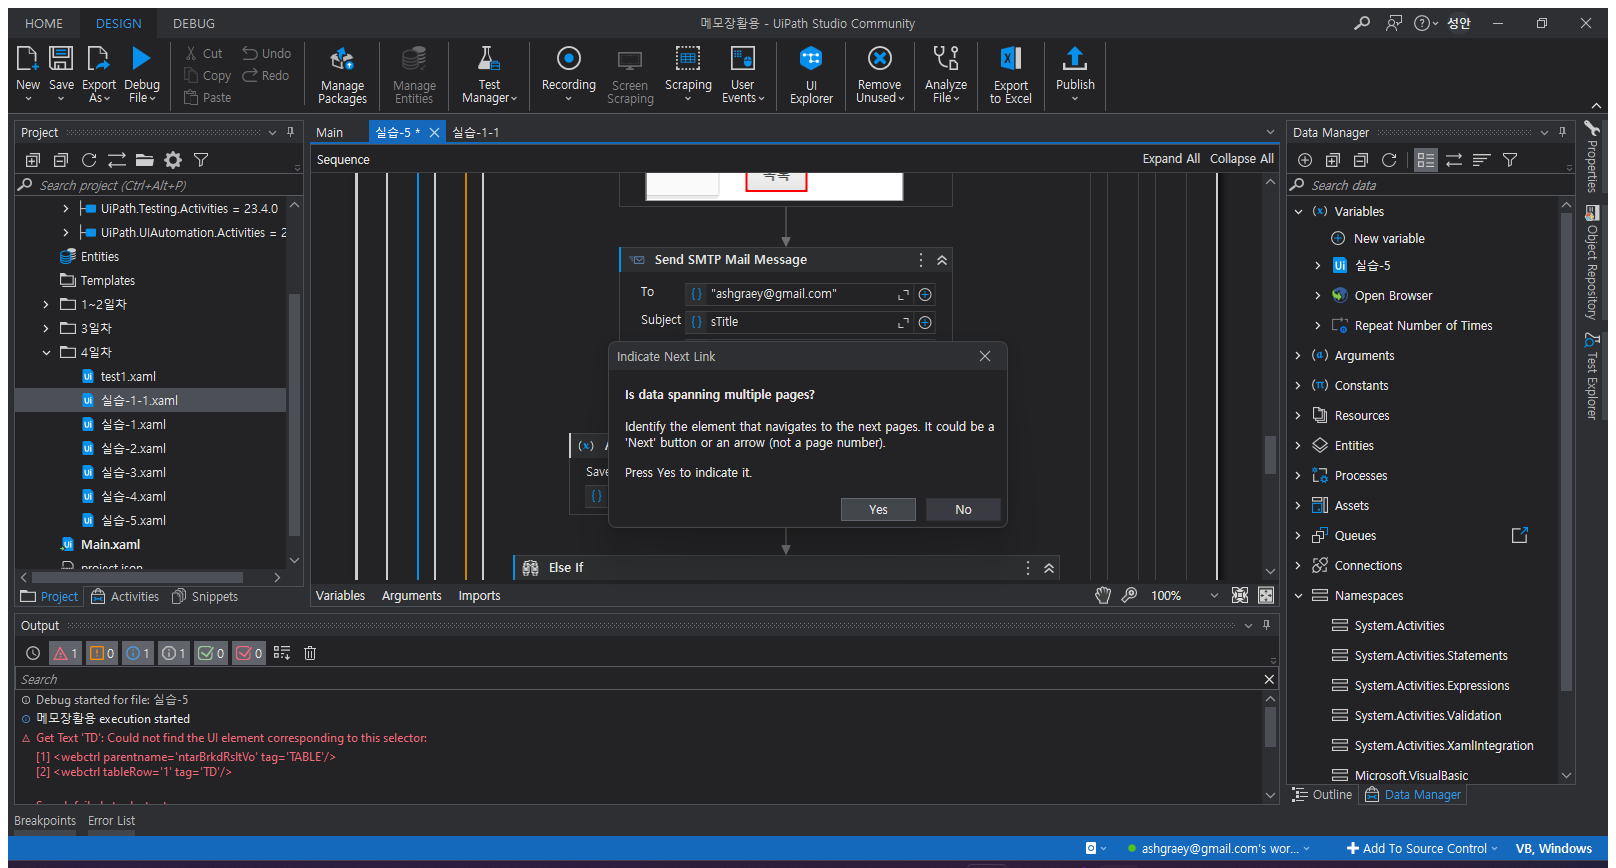 HOME DESIGN DEBUG 메모장활용 - UiPath Studio Community 성안
New Save Export As Debug File Cut Copy Paste Undo Redo Manage Packages Manage Entities Test Manager Recording Screen Scraping Scraping User Events UI Explorer Remove Unused Analyze File Export to Excel Publish
Project
Search project (Ctrl+Alt+P)
UiPath.Testing.Activities = 23.4.0
UiPath.UIAutomation.Activities = 2
Entities
Templates
1~2일차
3일차
4일차
test1.xaml
실습-1-1.xaml
실습-1.xaml
실습-2.xaml
실습-3.xaml
실습-4.xaml
실습-5.xaml
Main.xaml
project.json
Project Activities Snippets
Main 실습-5 * 실습-1-1
Sequence Expand All Collapse All
Send SMTP Mail Message
To "ashgraey@gmail.com"
Subject sTitle
Indicate Next Link
Is data spanning multiple pages?
Identify the element that navigates to the next pages. It could be a
'Next' button or an arrow (not a page number).
Press Yes to indicate it.
Yes No
Save
Else If
Variables Arguments Imports 100%
Data Manager
Search data
Variables
New variable
실습-5
Open Browser
Repeat Number of Times
Arguments
Constants
Resources
Entities
Processes
Assets
Queues
Connections
Namespaces
System.Activities
System.Activities.Statements
System.Activities.Expressions
System.Activities.Validation
System.Activities.XamlIntegration
Microsoft.VisualBasic
Outline Data Manager
Properties
Object Repository
Test Explorer
Output
1 0 1 1 0 0
Search
Debug started for file: 실습-5
메모장활용 execution started
Get Text 'TD': Could not find the UI element corresponding to this selector:
[1] <webctrl parentname='ntarBrkdRsltVo' tag='TABLE'/>
[2] <webctrl tableRow='1' tag='TD'/>
Breakpoints Error List
ashgraey@gmail.com's wor... Add To Source Control VB, Windows